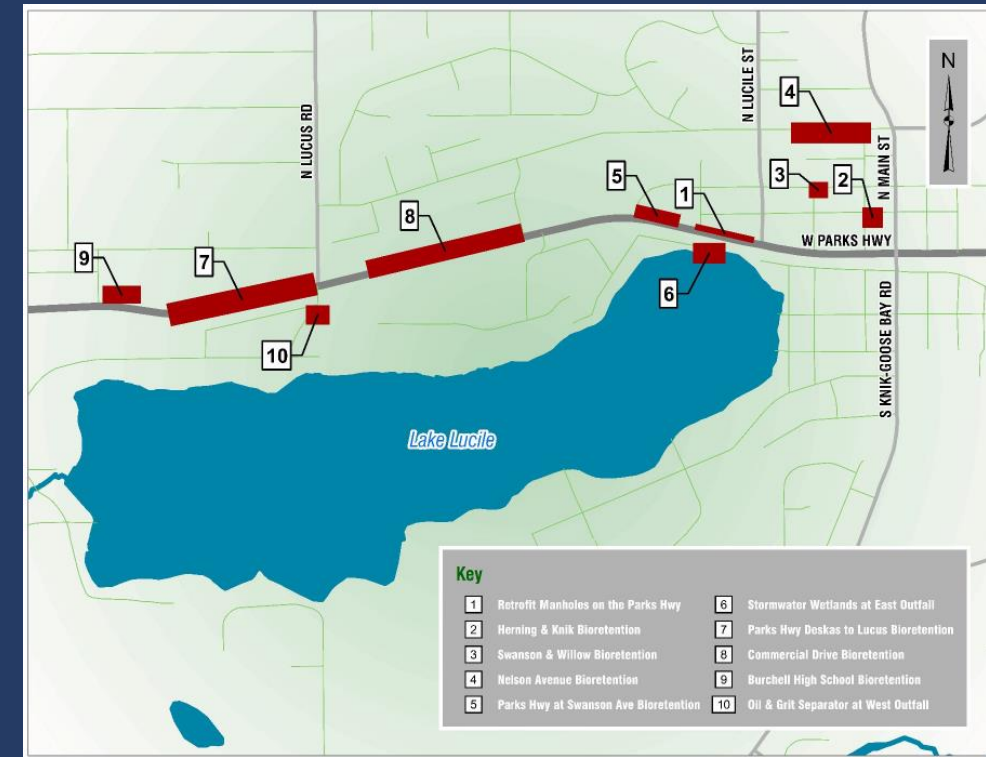 N LUCUS RD
N LUCILE ST
N
4
3
2
N MAIN ST
5
1
8
W PARKS HWY
9
7
6
10
S KNIK-GOOSE BAY RD
Lake Lucile
Key
1 Retrofit Manholes on the Parks Hwy
2 Herning & Knik Bioretention
3 Swanson & Willow Bioretention
4 Nelson Avenue Bioretention
5 Parks Hwy at Swanson Ave Bioretention
6 Stormwater Wetlands at East Outfall
7 Parks Hwy Deskas to Lucus Bioretention
8 Commercial Drive Bioretention
9 Burchell High School Bioretention
10 Oil & Grit Separator at West Outfall